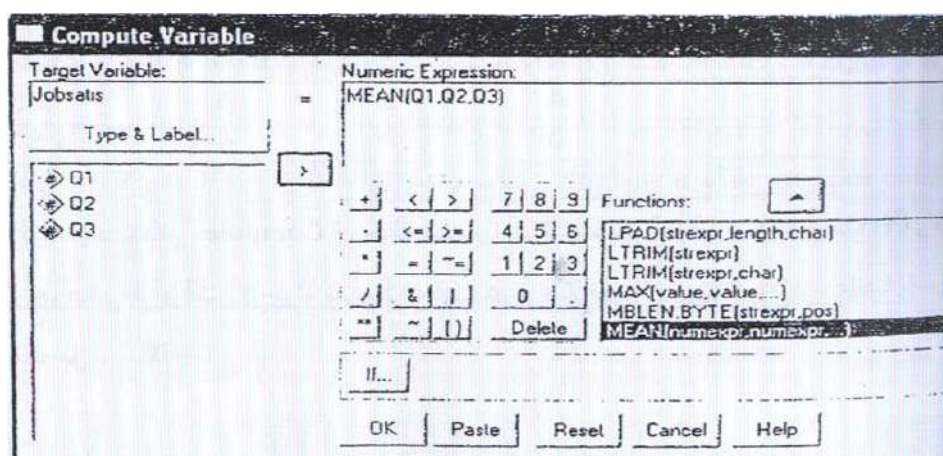 Compute Variable
Target Variable:
Jobsatis
Type & Label...
Q1
Q2
Q3
=
Numeric Expression:
MEAN(Q1,Q2,Q3)
+ < > 7 8 9
- <= >= 4 5 6
* = ~= 1 2 3
/ & | 0 .
** ~ () Delete
Functions:
LPAD(strexpr,length,char)
LTRIM(strexpr)
LTRIM(strexpr,char)
MAX(value,value,...)
MBLEN.BYTE(strexpr,pos)
MEAN(numexpr,numexpr,...)
If...
OK Paste Reset Cancel Help